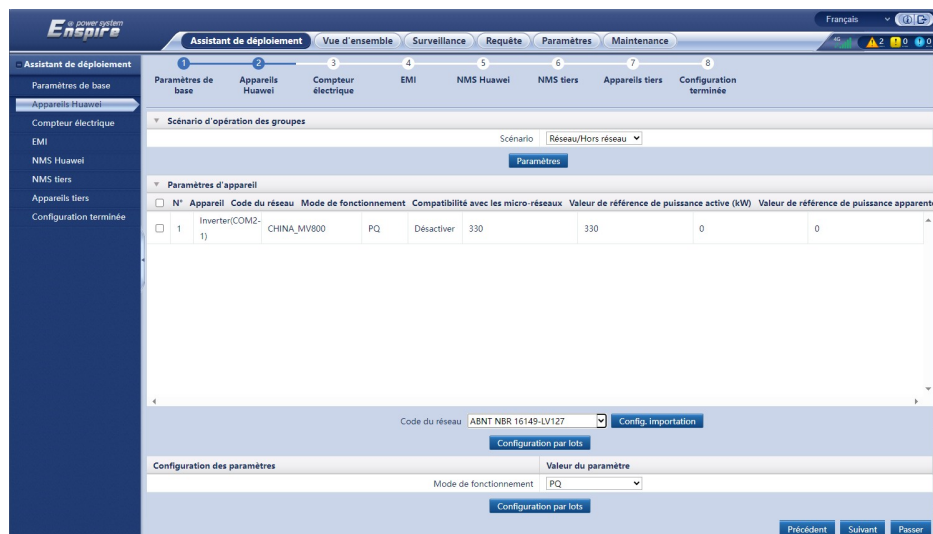 Enspire
@ power system
Français
Assistant de déploiement Vue d'ensemble Surveillance Requête Paramètres Maintenance
4G 2 0 0
Assistant de déploiement
Paramètres de base
Appareils Huawei
Compteur électrique
EMI
NMS Huawei
NMS tiers
Appareils tiers
Configuration terminée
1 2 3 4 5 6 7 8
Paramètres de base Appareils Huawei Compteur électrique EMI NMS Huawei NMS tiers Appareils tiers Configuration terminée
Scénario d'opération des groupes
Scénario Réseau/Hors réseau
Paramètres
Paramètres d'appareil
N° Appareil Code du réseau Mode de fonctionnement Compatibilité avec les micro-réseaux Valeur de référence de puissance active (kW) Valeur de référence de puissance apparent
1 Inverter(COM2-1) CHINA_MV800 PQ Désactiver 330 330 0 0
Code du réseau ABNT NBR 16149-LV127 Config. importation
Configuration par lots
Configuration des paramètres Valeur du paramètre
Mode de fonctionnement PQ
Configuration par lots
Précédent Suivant Passer